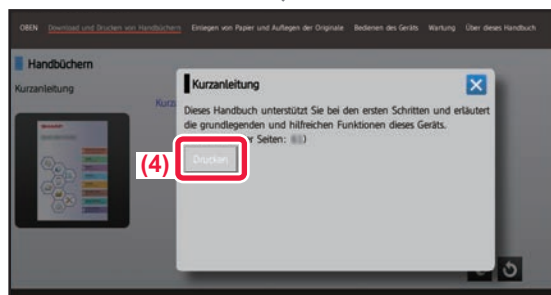 OBEN Download und Drucken von Handbüchern Einlegen von Papier und Auflegen der Originale Bedienen des Geräts Wartung Über dieses Handbuch
Handbüchern
Kurzanleitung
Kurzanleitung
Dieses Handbuch unterstützt Sie bei den ersten Schritten und erläutert
die grundlegenden und hilfreichen Funktionen dieses Geräts.
r Seiten:
(4)
Drucken